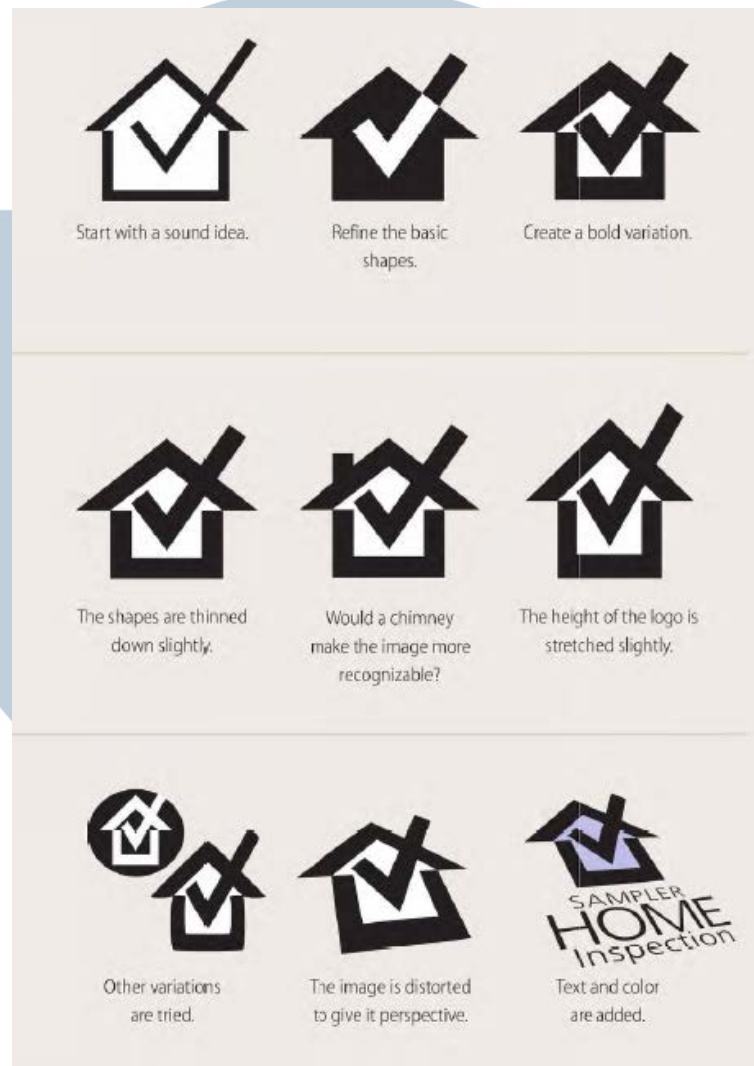 Start with a sound idea.
Refine the basic
shapes.
Create a bold variation.
The shapes are thinned
down slightly.
Would a chimney
make the image more
recognizable?
The height of the logo is
stretched slightly.
Other variations
are tried.
The image is distorted
to give it perspective.
SAMPLER
HOME
Inspection
Text and color
are added.